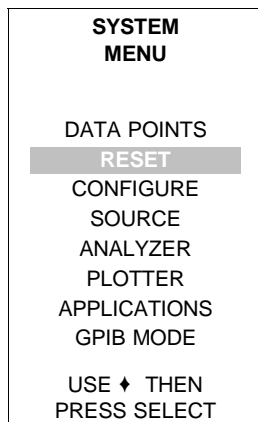 SYSTEM
MENU
DATA POINTS
RESET
CONFIGURE
SOURCE
ANALYZER
PLOTTER
APPLICATIONS
GPIB MODE
USE ♦ THEN
PRESS SELECT